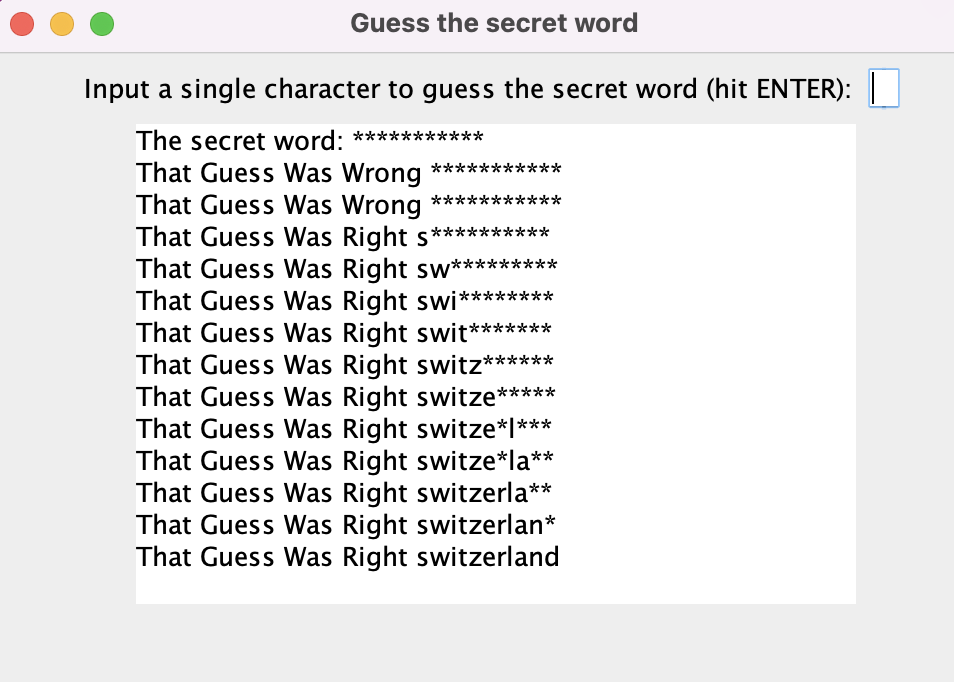 Guess the secret word
Input a single character to guess the secret word (hit ENTER):
The secret word: ***********
That Guess Was Wrong ***********
That Guess Was Wrong ***********
That Guess Was Right s**********
That Guess Was Right sw*********
That Guess Was Right swi********
That Guess Was Right swit*******
That Guess Was Right switz******
That Guess Was Right switze*****
That Guess Was Right switze*l***
That Guess Was Right switze*la**
That Guess Was Right switzerla**
That Guess Was Right switzerlan*
That Guess Was Right switzerland